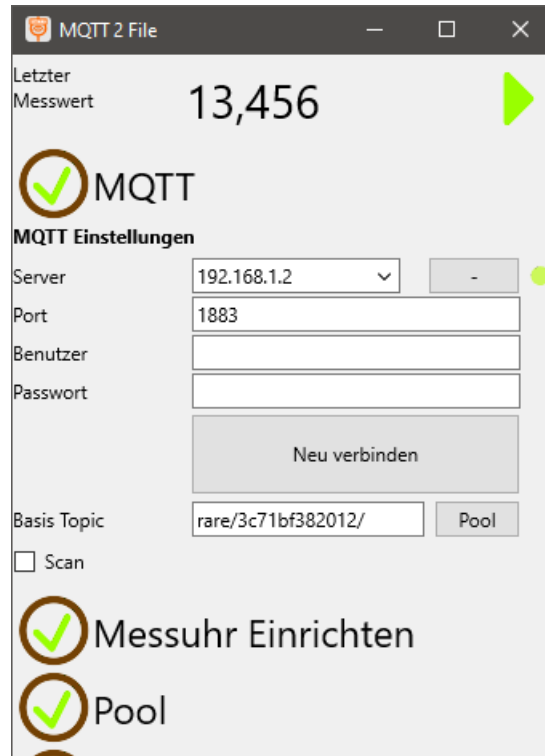 MQTT 2 File
Letzter
Messwert
13,456
MQTT
MQTT Einstellungen
Server 192.168.1.2 -
Port 1883
Benutzer
Passwort
Neu verbinden
Basis Topic rare/3c71bf382012/ Pool
Scan
Messuhr Einrichten
Pool